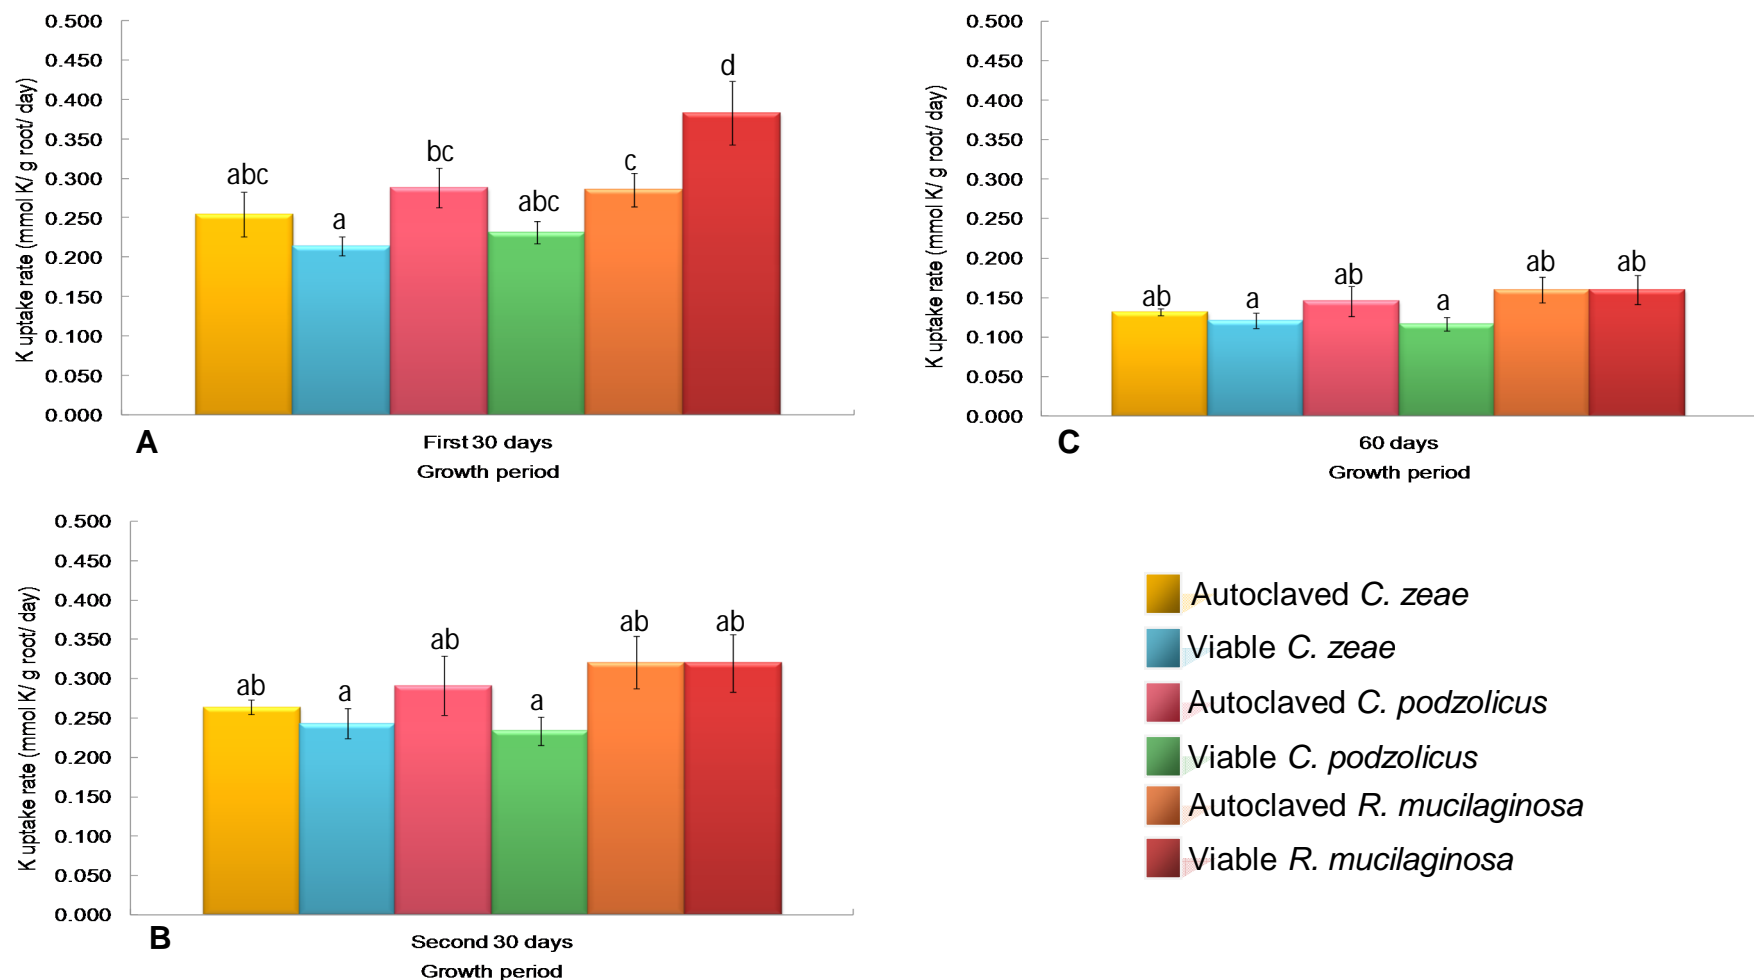 K uptake rate (mmol K/ g root/ day)
0.500
0.450
0.400
0.350
0.300
0.250
0.200
0.150
0.100
0.050
0.000
abc
a
bc
abc
c
d
A
First 30 days
Growth period
K uptake rate (mmol K/ g root/ day)
0.500
0.450
0.400
0.350
0.300
0.250
0.200
0.150
0.100
0.050
0.000
ab
a
ab
a
ab
ab
C
60 days
Growth period
K uptake rate (mmol K/ g root/ day)
0.500
0.450
0.400
0.350
0.300
0.250
0.200
0.150
0.100
0.050
0.000
ab
a
ab
a
ab
ab
B
Second 30 days
Growth period
Autoclaved C. zeae
Viable C. zeae
Autoclaved C. podzolicus
Viable C. podzolicus
Autoclaved R. mucilaginosa
Viable R. mucilaginosa